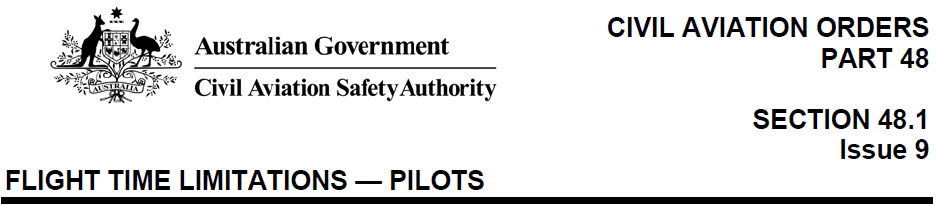 Australian Government
Civil Aviation Safety Authority
AUSTRALIA
CIVIL AVIATION ORDERS
PART 48
SECTION 48.1
Issue 9
FLIGHT TIME LIMITATIONS — PILOTS